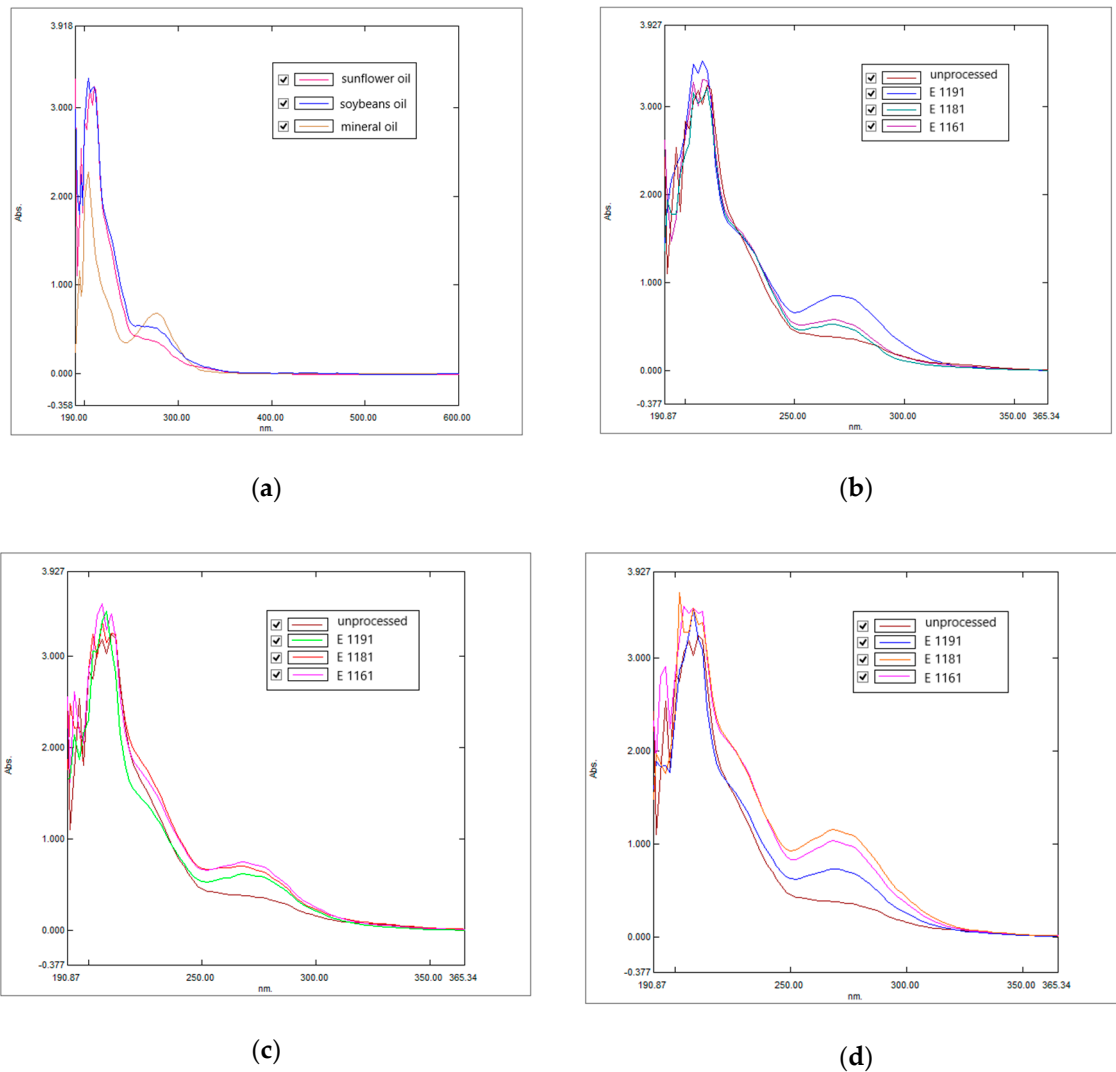 3.918
3.000
2.000
1.000
0.000
-0.358
Abs.
190.00
300.00
400.00
500.00
600.00
nm.
sunflower oil
soybeans oil
mineral oil
(a)
3.927
3.000
2.000
1.000
0.000
-0.377
Abs.
190.87
250.00
300.00
350.00
365.34
nm.
unprocessed
E 1191
E 1181
E 1161
(b)
3.927
3.000
2.000
1.000
0.000
-0.377
Abs.
190.87
250.00
300.00
350.00
365.34
nm.
unprocessed
E 1191
E 1181
E 1161
(c)
3.927
3.000
2.000
1.000
0.000
-0.377
Abs.
190.87
250.00
300.00
350.00
365.34
nm.
unprocessed
E 1191
E 1181
E 1161
(d)